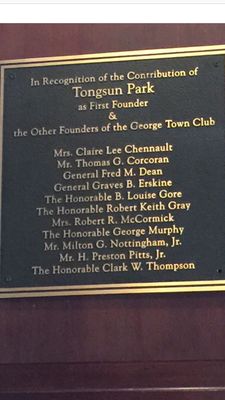 In Recognition of the Contribution of
Tongsun Park
as First Founder
&
the Other Founders of the George Town Club
Mrs. Claire Lee Chennault
Mr. Thomas G. Corcoran
General Fred M. Dean
General Graves B. Erskine
The Honorable B. Louise Gore
The Honorable Robert Keith Gray
Mrs. Robert R. McCormick
The Honorable George Murphy
Mr. Milton G. Nottingham, Jr.
Mr. H. Preston Pitts, Jr.
The Honorable Clark W. Thompson